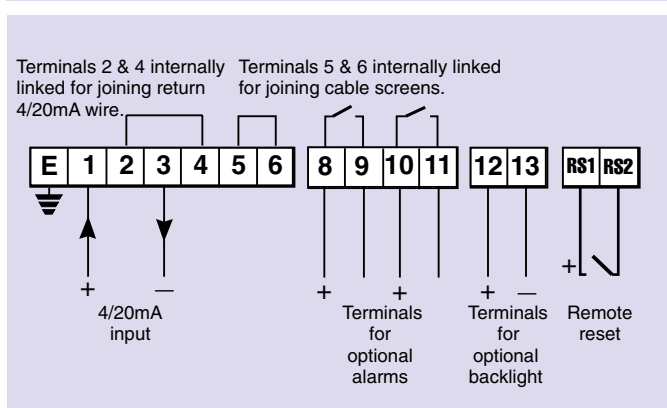 Terminals 2 & 4 internally
linked for joining return
4/20mA wire.
Terminals 5 & 6 internally linked
for joining cable screens.
E 1 2 3 4 5 6 8 9 10 11 12 13 RS1 RS2
+ —
4/20mA
input
+ +
Terminals
for
optional
alarms
+ —
Terminals
for
optional
backlight
+
Remote
reset